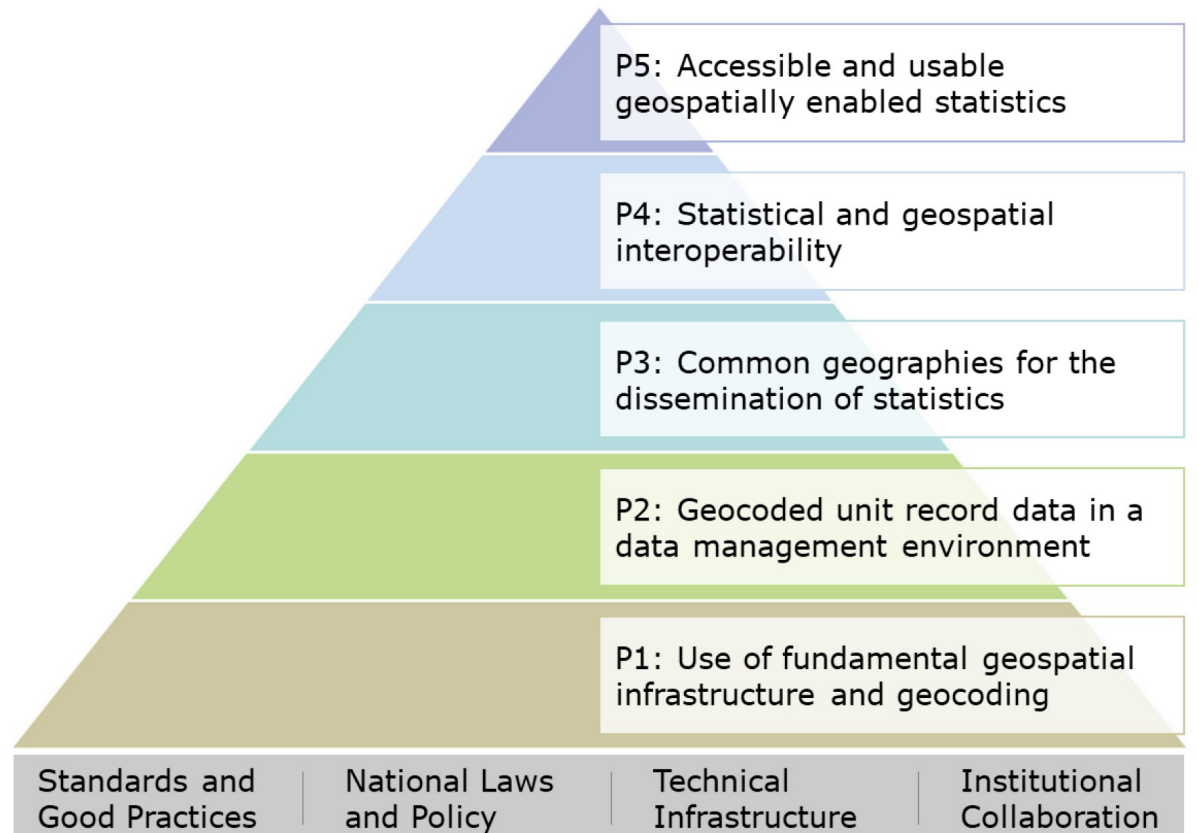 P5: Accessible and usable
geospatially enabled statistics
P4: Statistical and geospatial
interoperability
P3: Common geographies for the
dissemination of statistics
P2: Geocoded unit record data in a
data management environment
P1: Use of fundamental geospatial
infrastructure and geocoding
Standards and
Good Practices
National Laws
and Policy
Technical
Infrastructure
Institutional
Collaboration